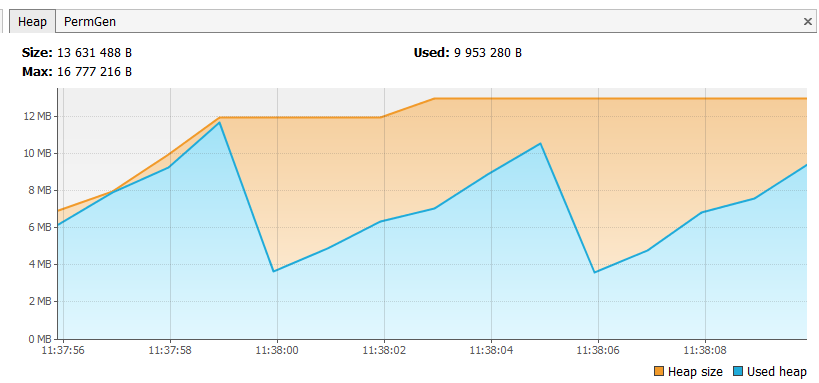 Heap PermGen ×
Size: 13 631 488 B Used: 9 953 280 B
Max: 16 777 216 B
12 MB
10 MB
8 MB
6 MB
4 MB
2 MB
0 MB
11:37:56 11:37:58 11:38:00 11:38:02 11:38:04 11:38:06 11:38:08
Heap size Used heap